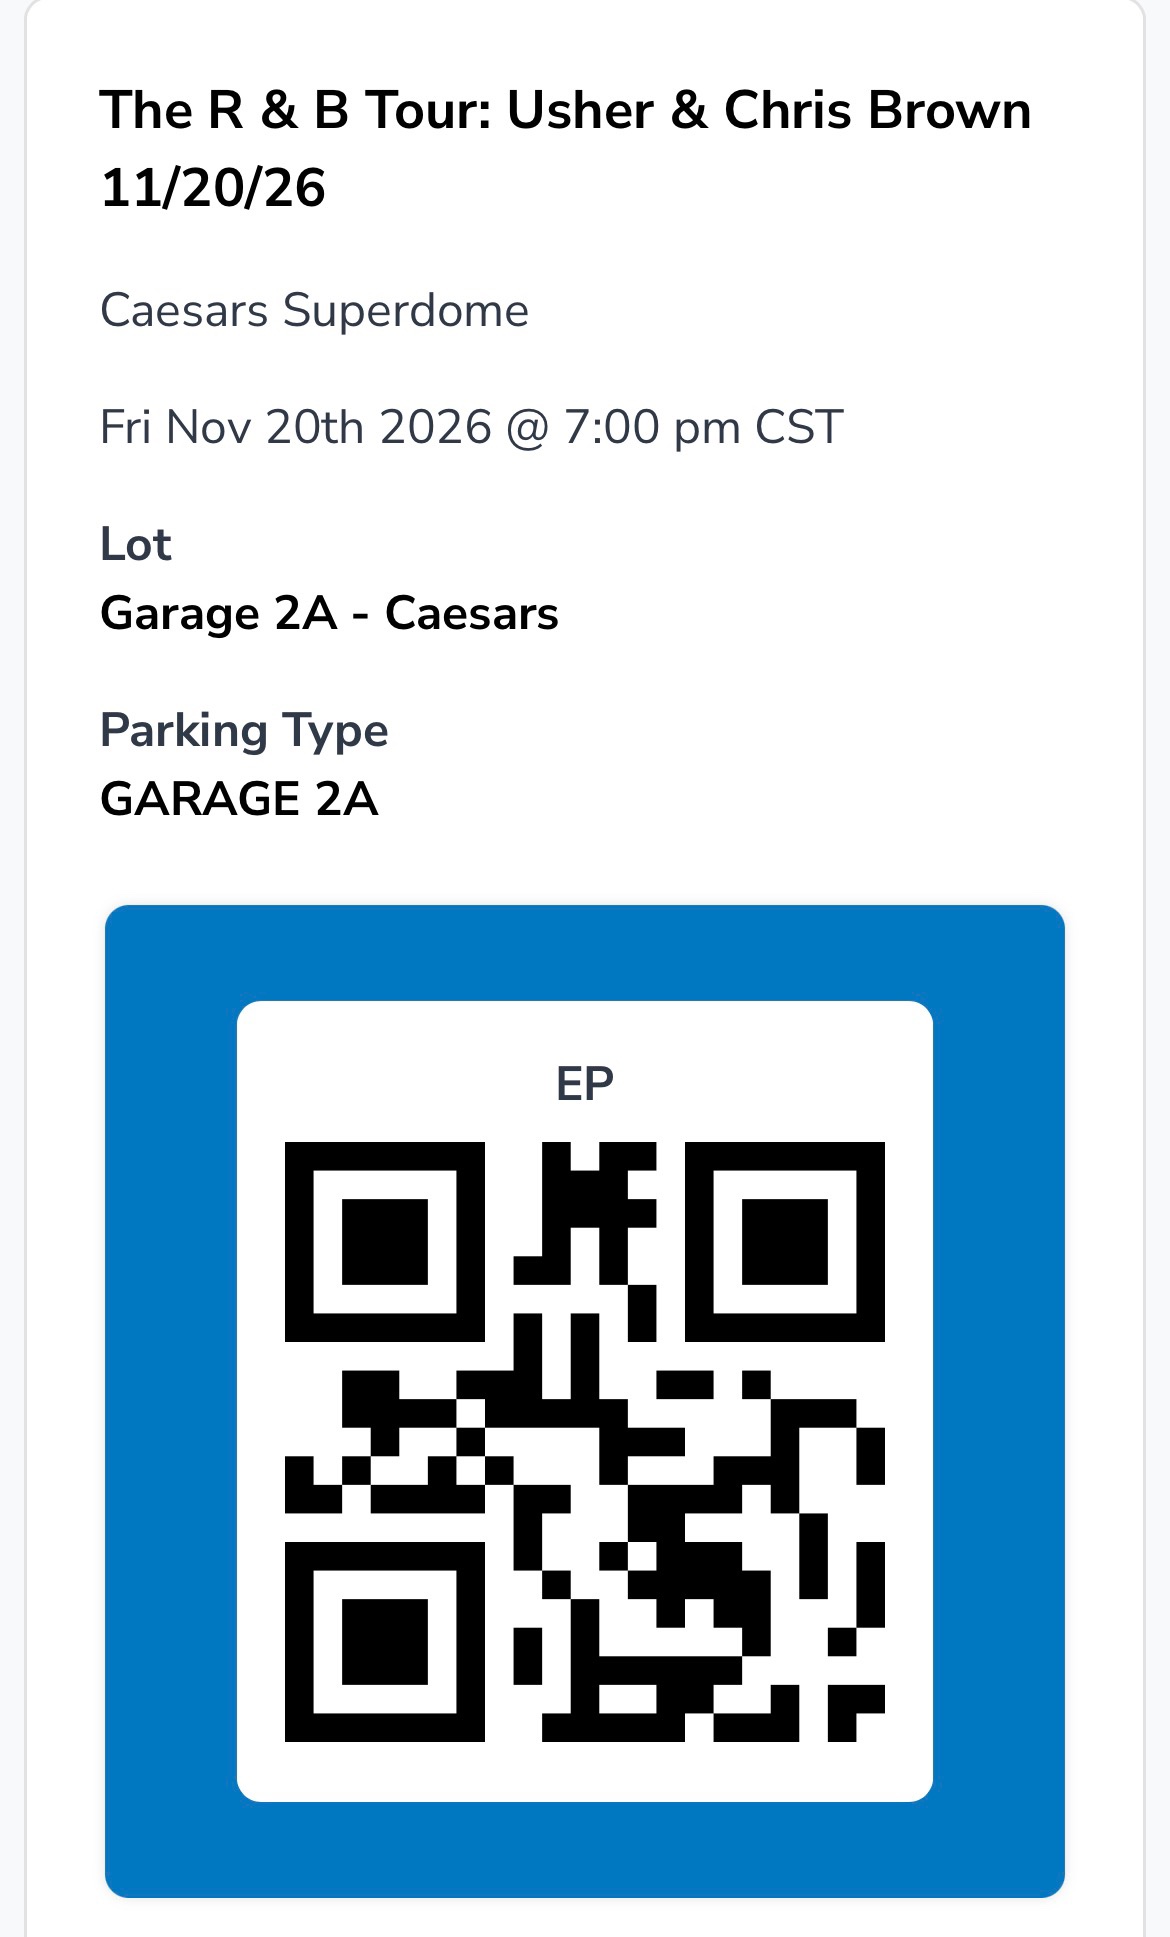 The R & B Tour: Usher & Chris Brown
11/20/26
Caesars Superdome
Fri Nov 20th 2026 @ 7:00 pm CST
Lot
Garage 2A - Caesars
Parking Type
GARAGE 2A
EP